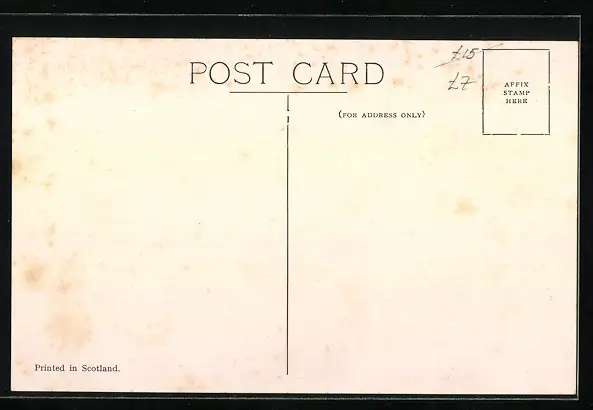 POST CARD
£15
£7
AFFIX
STAMP
HERE
(FOR ADDRESS ONLY)
Printed in Scotland.